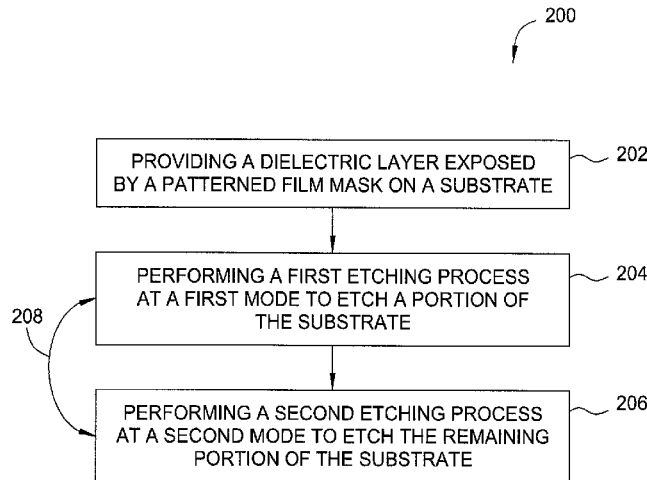 200
PROVIDING A DIELECTRIC LAYER EXPOSED
BY A PATTERNED FILM MASK ON A SUBSTRATE
202
PERFORMING A FIRST ETCHING PROCESS
AT A FIRST MODE TO ETCH A PORTION OF
THE SUBSTRATE
204
208
PERFORMING A SECOND ETCHING PROCESS
AT A SECOND MODE TO ETCH THE REMAINING
PORTION OF THE SUBSTRATE
206